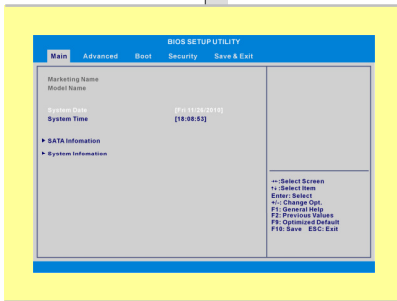 BIOS SETUP UTILITY
Main Advanced Boot Security Save & Exit
Marketing Name
Model Name
System Date [Fri 11/26/2010]
System Time [18:08:53]
SATA Infomation
System Infomation
:Select Screen
:Select Item
Enter: Select
+/-: Change Opt.
F1: General Help
F2: Previous Values
F9: Optimized Default
F10: Save ESC: Exit